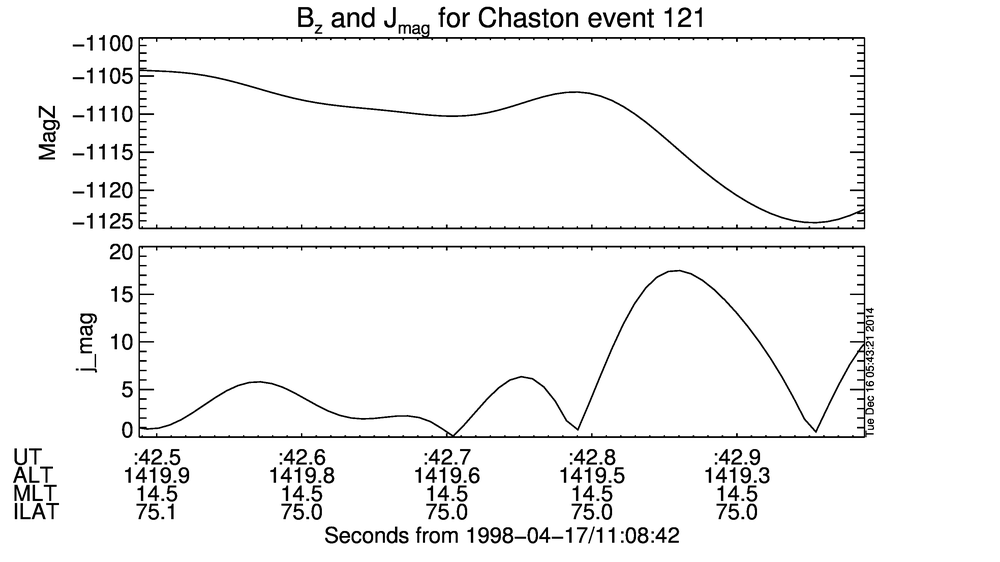 Bz and Jmag for Chaston event 121
−1100
−1105
−1110
−1115
−1120
−1125
MagZ
20
15
10
5
0
j_mag
Tue Dec 16 05:43:21 2014
UT :42.5 :42.6 :42.7 :42.8 :42.9
ALT 1419.9 1419.8 1419.6 1419.5 1419.3
MLT 14.5 14.5 14.5 14.5 14.5
ILAT 75.1 75.0 75.0 75.0 75.0
Seconds from 1998−04−17/11:08:42